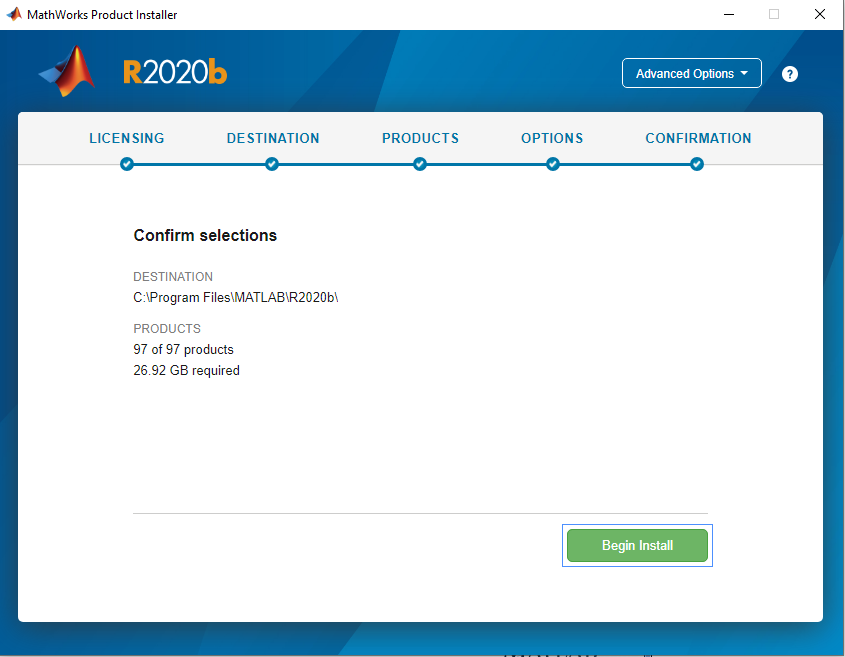 MathWorks Product Installer
R2020b
Advanced Options
?
LICENSING
DESTINATION
PRODUCTS
OPTIONS
CONFIRMATION
Confirm selections
DESTINATION
C:\Program Files\MATLAB\R2020b\
PRODUCTS
97 of 97 products
26.92 GB required
Begin Install